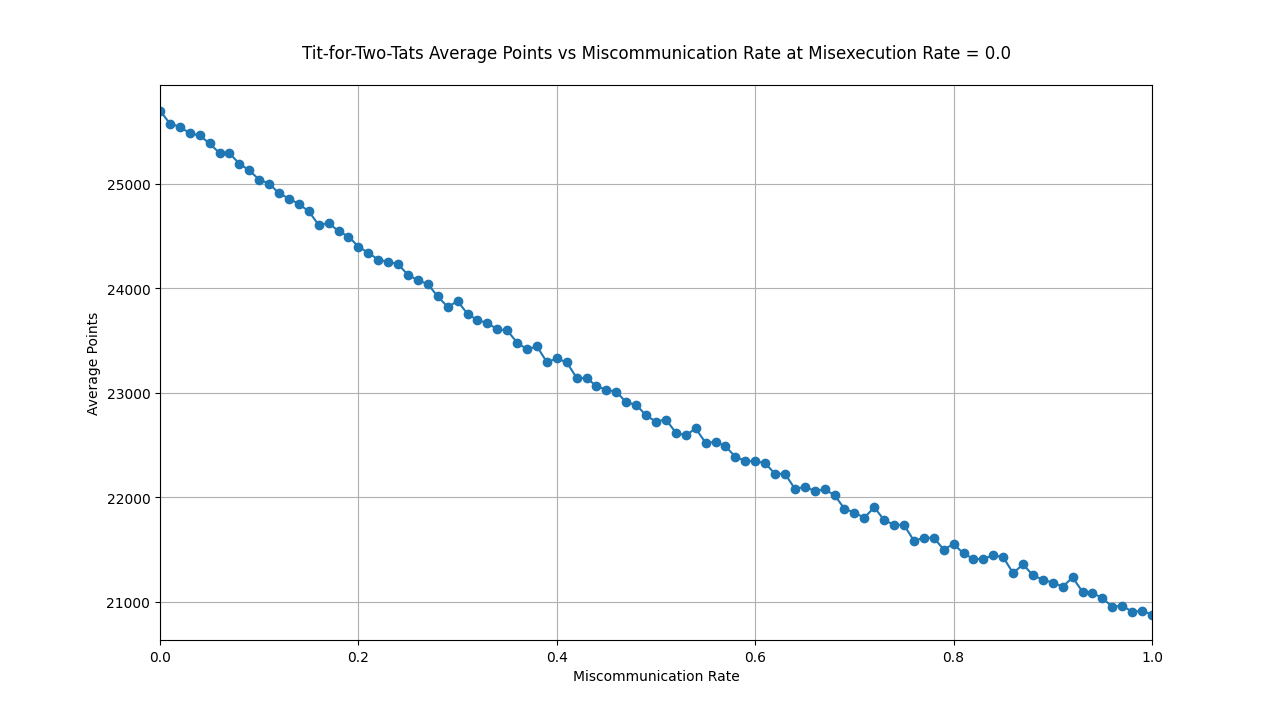 Tit-for-Two-Tats Average Points vs Miscommunication Rate at Misexecution Rate = 0.0
Average Points
25000
24000
23000
22000
21000
0.0 0.2 0.4 0.6 0.8 1.0
Miscommunication Rate